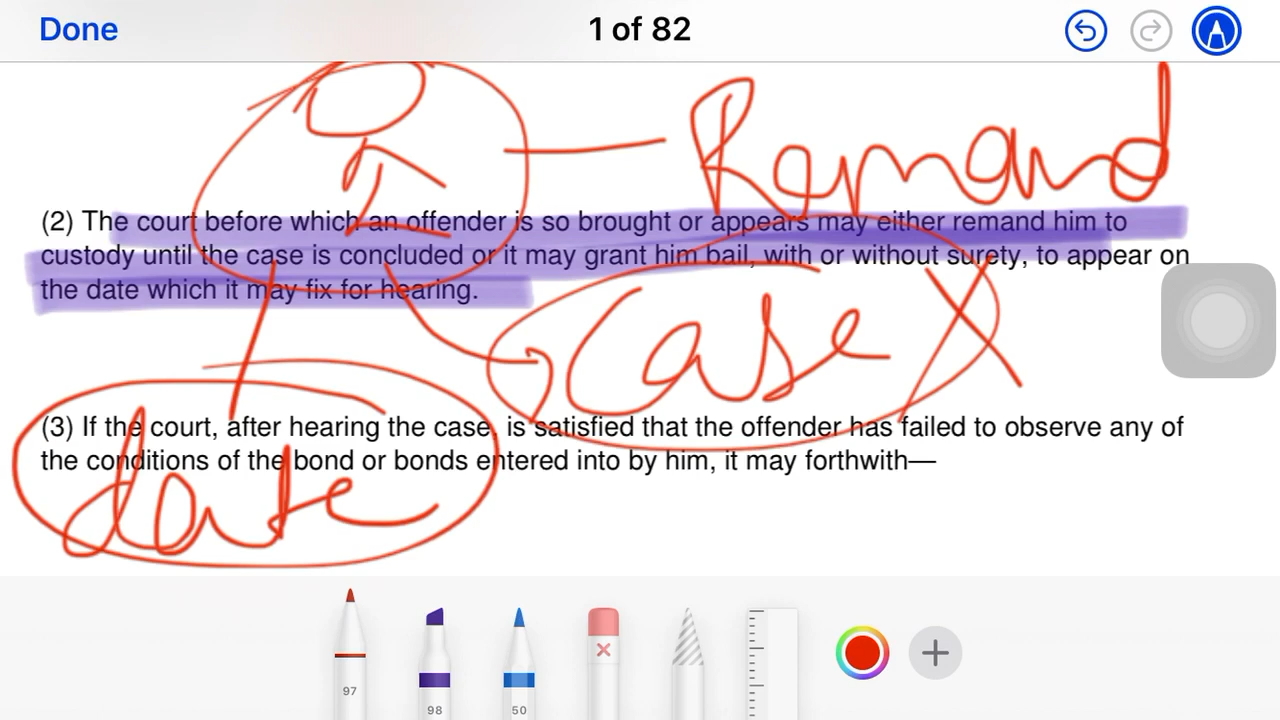 Done
1 of 82
Remand
(2) The court before which an offender is so brought or appears may either remand him to
custody until the case is concluded or it may grant him bail, with or without surety, to appear on
the date which it may fix for hearing.
case
(3) If the court, after hearing the case, is satisfied that the offender has failed to observe any of
the conditions of the bond or bonds entered into by him, it may forthwith—
date
97
98
50